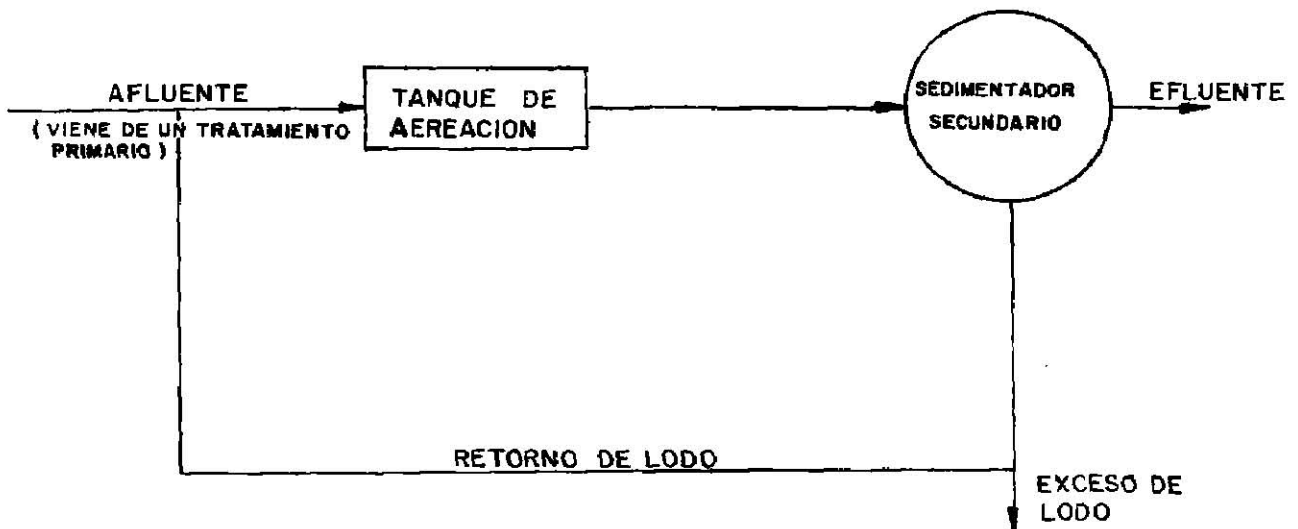 AFLUENTE
(VIENE DE UN TRATAMIENTO
PRIMARIO)
TANQUE DE
AEREACION
SEDIMENTADOR
SECUNDARIO
EFLUENTE
RETORNO DE LODO
EXCESO DE
LODO